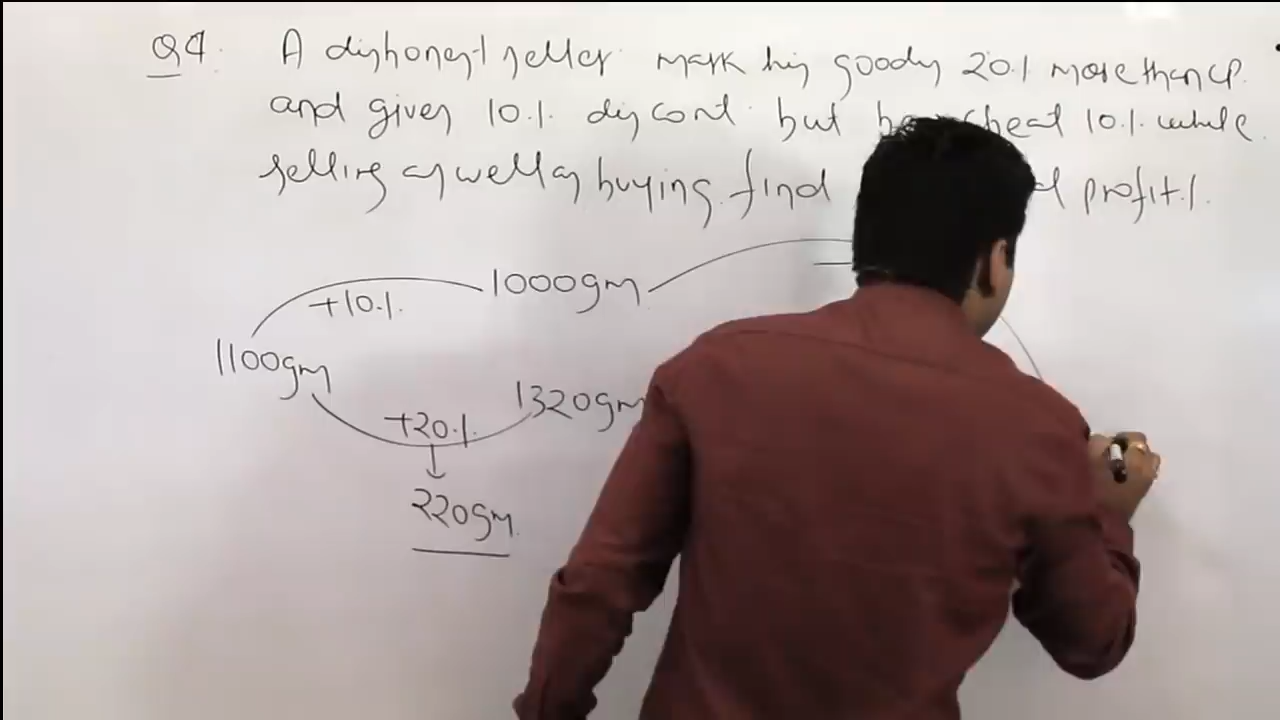 Q4. A dishonest seller mark his goods 20% more than CP
and gives 10% discont but he cheat 10% while
selling as well as buying. find profit%.
1000gm
+10%
1100gm
1320gm
+20%
220gm